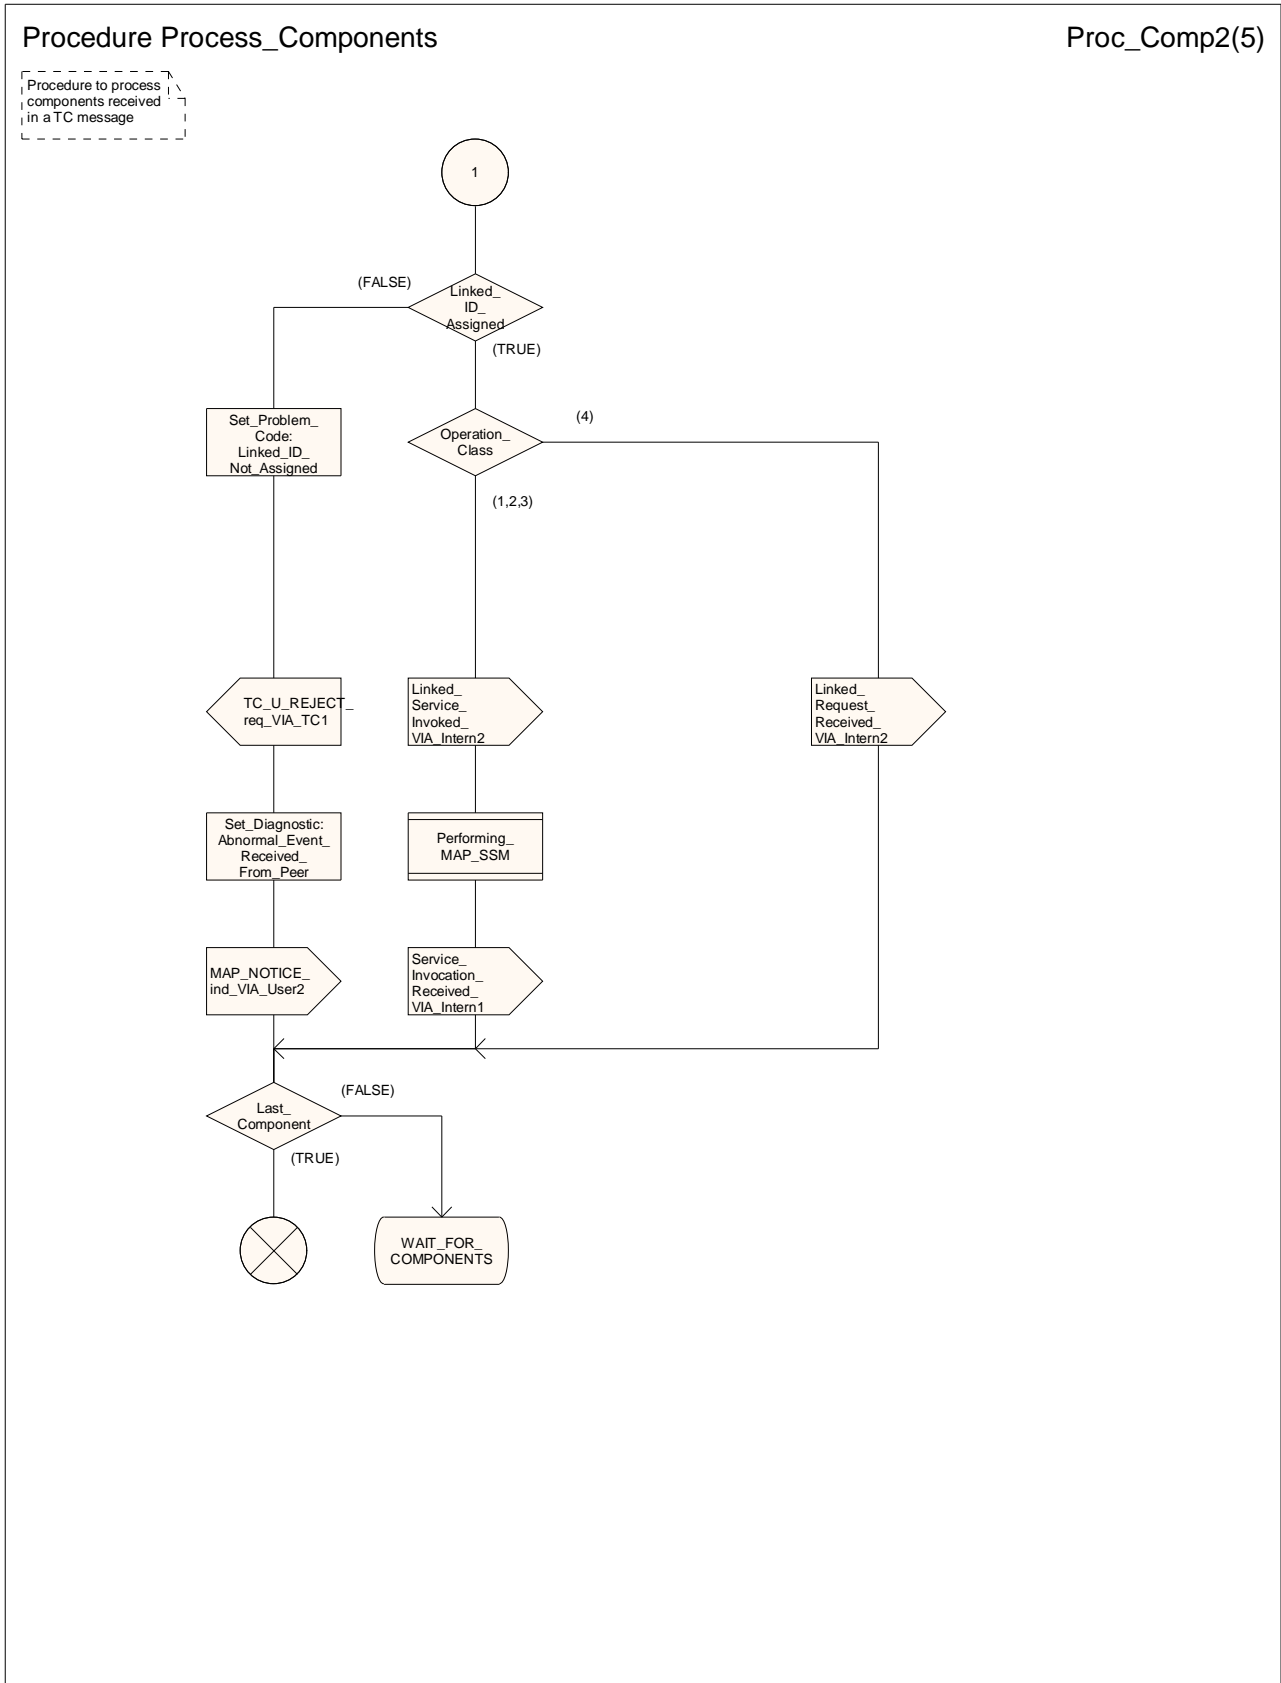 Procedure Process_Components
Proc_Comp2(5)
Procedure to process
components received
in a TC message
1
(FALSE)
Linked_
ID_
Assigned
(TRUE)
Set_Problem_
Code:
Linked_ID_
Not_Assigned
Operation_
Class
(4)
(1,2,3)
TC_U_REJECT_
req_VIA_TC1
Linked_
Service_
Invoked_
VIA_Intern2
Linked_
Request_
Received_
VIA_Intern2
Set_Diagnostic:
Abnormal_Event_
Received_
From_Peer
Performing_
MAP_SSM
MAP_NOTICE_
ind_VIA_User2
Service_
Invocation_
Received_
VIA_Intern1
(FALSE)
Last_
Component
(TRUE)
WAIT_FOR_
COMPONENTS